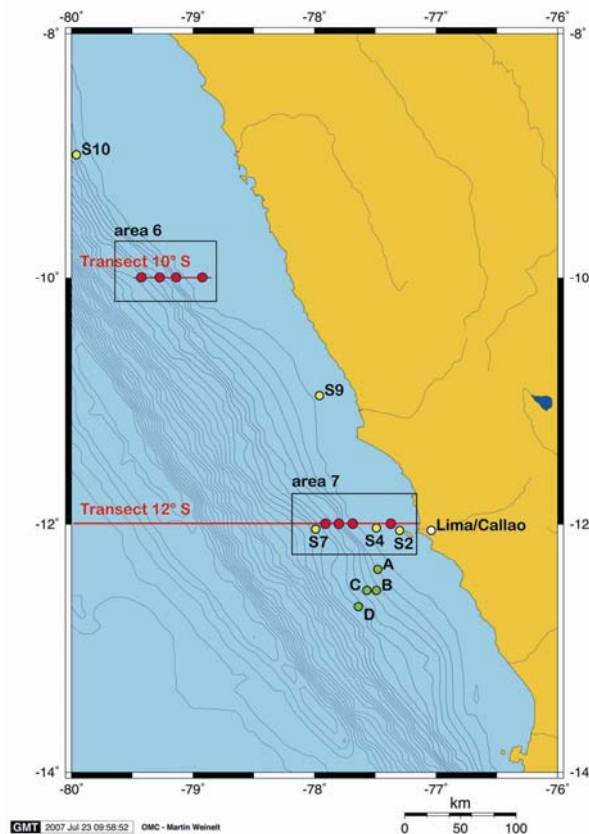 -80° -79° -78° -77° -76°
-8° -8°
S10
area 6
Transect 10° S
-10° -10°
S9
area 7
Transect 12° S
-12° -12°
S7 S4 S2 Lima/Callao
A
C B
D
-14° -14°
-80° -79° -78° -77° -76°
km
0 50 100
GMT 2007 Jul 23 09:58:52 OMC - Martin Weinelt